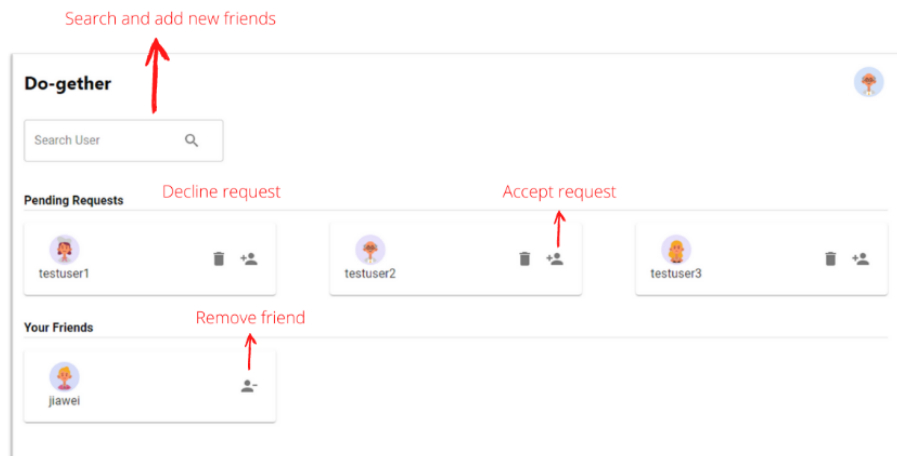 Search and add new friends
Do-gether
Search User
Decline request
Accept request
Pending Requests
testuser1
testuser2
testuser3
Remove friend
Your Friends
jiawei